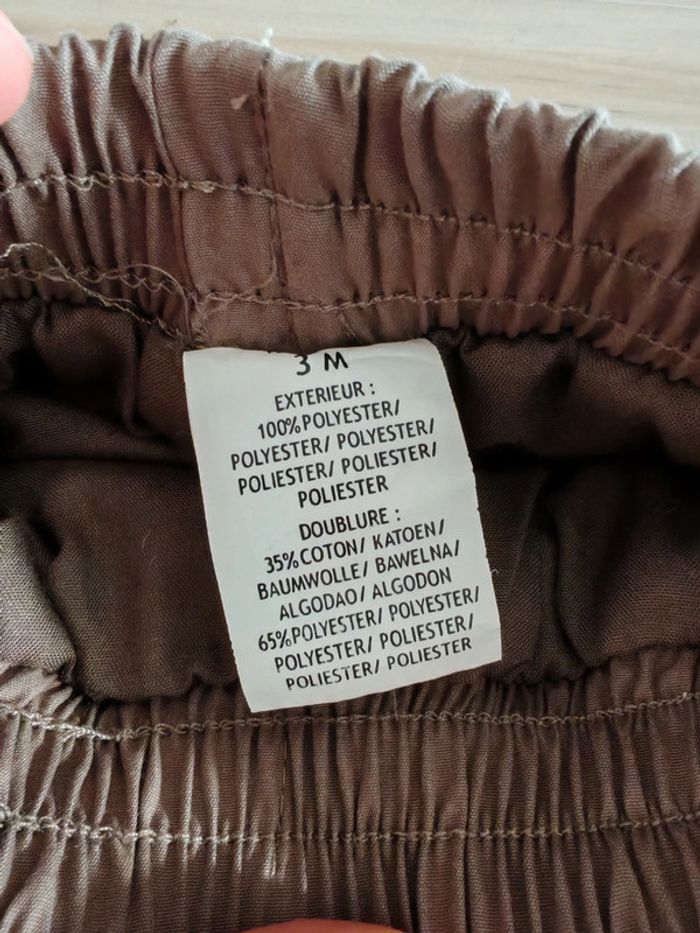 3 M
EXTERIEUR :
100%POLYESTER/
POLYESTER/ POLYESTER/
POLIESTER/ POLIESTER/
POLIESTER
DOUBLURE :
35%COTON/ KATOEN/
BAUMWOLLE/ BAWELNA/
ALGODAO/ ALGODON
65%POLYESTER/ POLYESTER/
POLYESTER/ POLIESTER/
POLIESTER/ POLIESTER